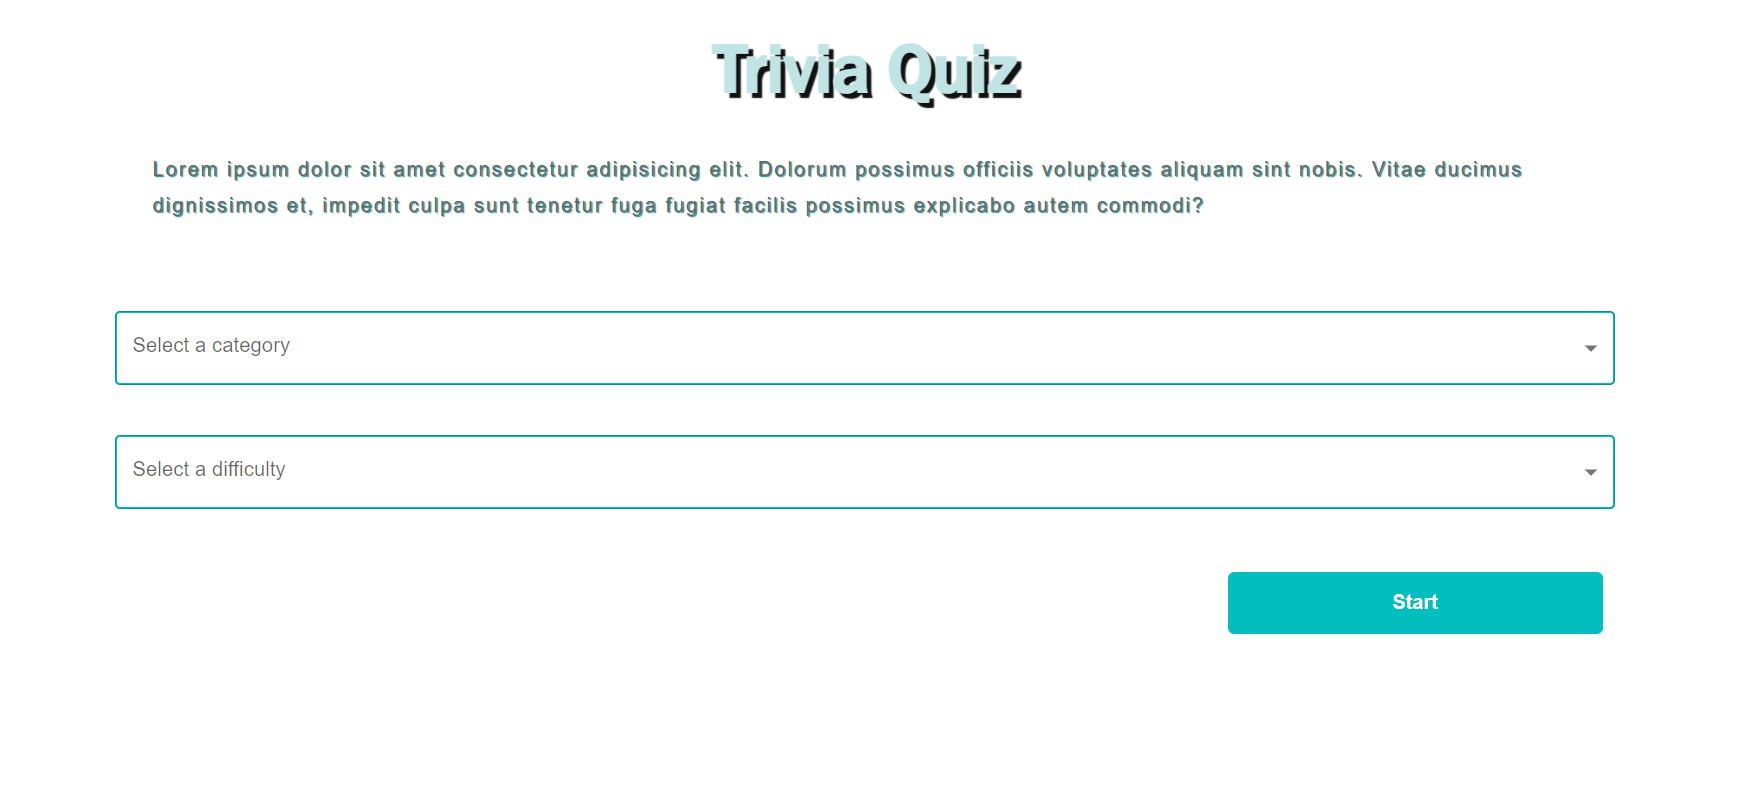 Trivia Quiz
Lorem ipsum dolor sit amet consectetur adipisicing elit. Dolorum possimus officiis voluptates aliquam sint nobis. Vitae ducimus
dignissimos et, impedit culpa sunt tenetur fuga fugiat facilis possimus explicabo autem commodi?
Select a category
Select a difficulty
Start